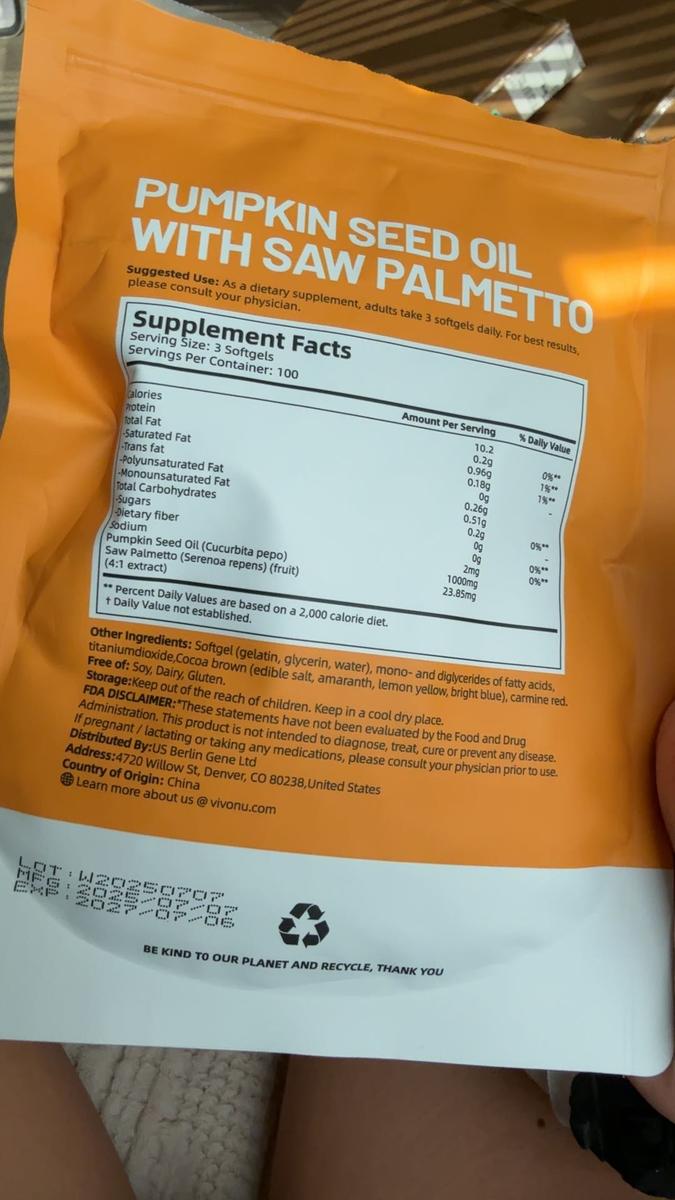 PUMPKIN SEED OIL
WITH SAW PALMETTO
Suggested Use: As a dietary supplement, adults take 3 softgels daily. For best results,
please consult your physician.
Supplement Facts
Serving Size: 3 Softgels
Servings Per Container: 100
Amount Per Serving % Daily Value
Calories 10.2
Protein 0.2g 0%**
Total Fat 0.96g 1%**
-Saturated Fat 0.18g 1%**
-Trans fat 0g -
-Polyunsaturated Fat 0.26g
-Monounsaturated Fat 0.51g
Total Carbohydrates 0.2g 0%**
-Sugars 0g -
-Dietary fiber 0g 0%**
Sodium 2mg 0%**
Pumpkin Seed Oil (Cucurbita pepo) 1000mg
Saw Palmetto (Serenoa repens) (fruit) 23.85mg
(4:1 extract)
** Percent Daily Values are based on a 2,000 calorie diet.
† Daily Value not established.
Other Ingredients: Softgel (gelatin, glycerin, water), mono- and diglycerides of fatty acids,
titaniumdioxide,Cocoa brown (edible salt, amaranth, lemon yellow, bright blue), carmine red.
Free of: Soy, Dairy, Gluten.
Storage:Keep out of the reach of children. Keep in a cool dry place.
FDA DISCLAIMER:*These statements have not been evaluated by the Food and Drug
Administration. This product is not intended to diagnose, treat, cure or prevent any disease.
If pregnant / lactating or taking any medications, please consult your physician prior to use.
Distributed By:US Berlin Gene Ltd
Address:4720 Willow St, Denver, CO 80238,United States
Country of Origin: China
Learn more about us @ vivonu.com
LOT:W20250707
MFG:2025/07/07
EXP:2027/07/06
BE KIND TO OUR PLANET AND RECYCLE, THANK YOU